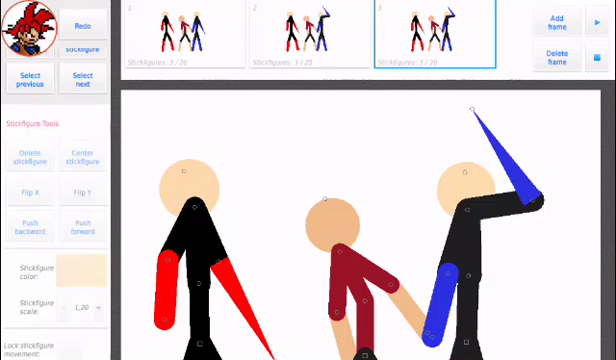 Redo
stickfigure
Select previous
Select next
Stickfigure Tools
Delete stickfigure
Center stickfigure
Flip X
Flip Y
Push backward
Push forward
Stickfigure color:
Stickfigure scale:
- 1,20 +
Lock stickfigure movement:
1
Stickfigures: 3 / 20
2
Stickfigures: 3 / 20
3
Stickfigures: 3 / 20
Add frame
Delete frame